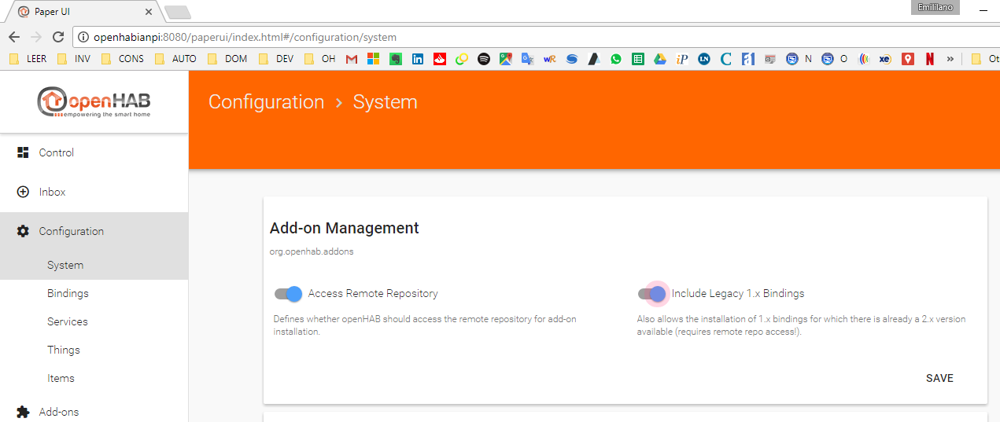 Paper UI
Emililano
openhabianpi:8080/paperui/index.html#/configuration/system
LEER INV CONS AUTO DOM DEV OH wR iP LN C a1 N O xe N » Ot
openHAB
empowering the smart home
Configuration > System
Control
Inbox
Configuration
System
Bindings
Services
Things
Items
Add-ons
Add-on Management
org.openhab.addons
Access Remote Repository
Defines whether openHAB should access the remote repository for add-on
installation.
Include Legacy 1.x Bindings
Also allows the installation of 1.x bindings for which there is already a 2.x version
available (requires remote repo access!).
SAVE